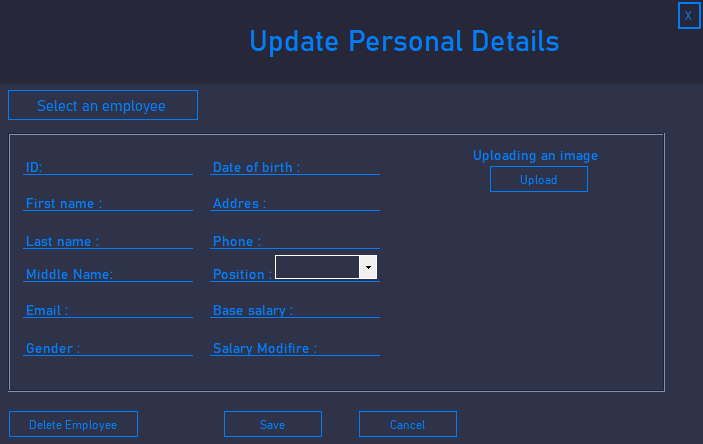 X
Update Personal Details
Select an employee
ID:
First name :
Last name :
Middle Name:
Email :
Gender :
Date of birth :
Addres :
Phone :
Position :
Base salary :
Salary Modifire :
Uploading an image
Upload
Delete Employee
Save
Cancel